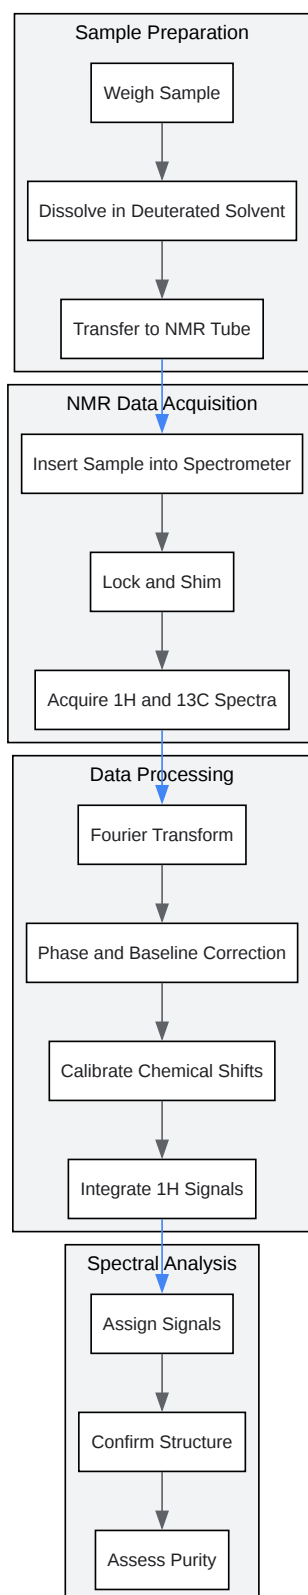 Sample Preparation
Weigh Sample
Dissolve in Deuterated Solvent
Transfer to NMR Tube
NMR Data Acquisition
Insert Sample into Spectrometer
Lock and Shim
Acquire 1H and 13C Spectra
Data Processing
Fourier Transform
Phase and Baseline Correction
Calibrate Chemical Shifts
Integrate 1H Signals
Spectral Analysis
Assign Signals
Confirm Structure
Assess Purity